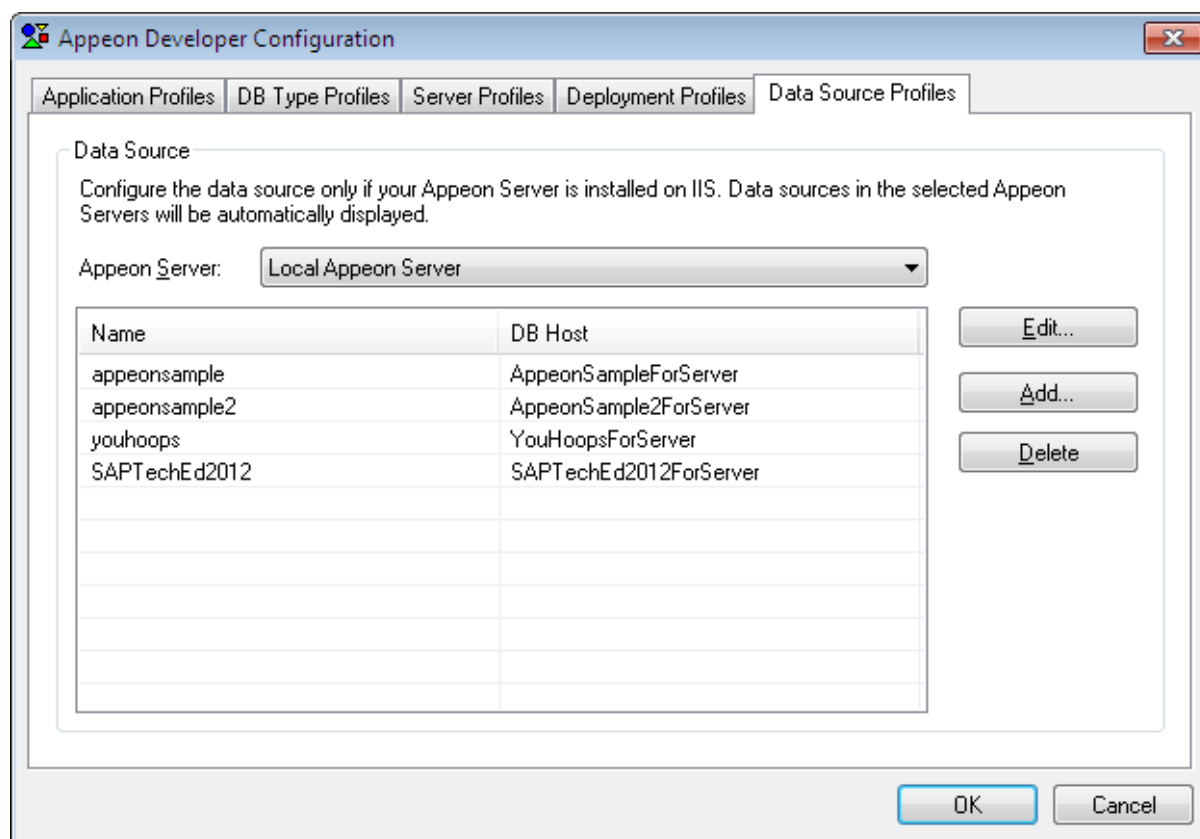 Appeon Developer Configuration
Application Profiles DB Type Profiles Server Profiles Deployment Profiles Data Source Profiles
Data Source
Configure the data source only if your Appeon Server is installed on IIS. Data sources in the selected Appeon
Servers will be automatically displayed.
Appeon Server: Local Appeon Server
Name DB Host
appeonsample AppeonSampleForServer
appeonsample2 AppeonSample2ForServer
youhoops YouHoopsForServer
SAPTechEd2012 SAPTechEd2012ForServer
Edit...
Add...
Delete
OK Cancel